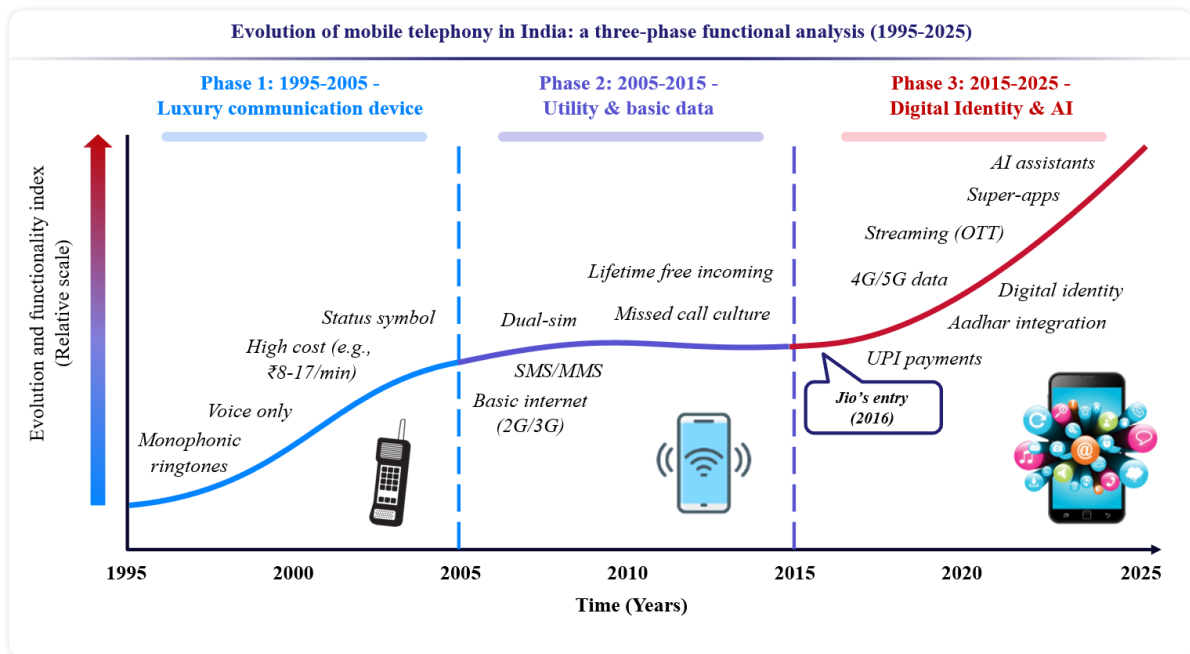 Evolution of mobile telephony in India: a three-phase functional analysis (1995-2025)
Phase 1: 1995-2005 -
Luxury communication device
Phase 2: 2005-2015 -
Utility & basic data
Phase 3: 2015-2025 -
Digital Identity & AI
Evolution and functionality index
(Relative scale)
Monophonic
ringtones
Voice only
High cost (e.g.,
₹8-17/min)
Status symbol
Dual-sim
SMS/MMS
Basic internet
(2G/3G)
Lifetime free incoming
Missed call culture
AI assistants
Super-apps
Streaming (OTT)
4G/5G data
Digital identity
Aadhar integration
UPI payments
Jio's entry
(2016)
@
1995
2000
2005
2010
2015
2020
2025
Time (Years)